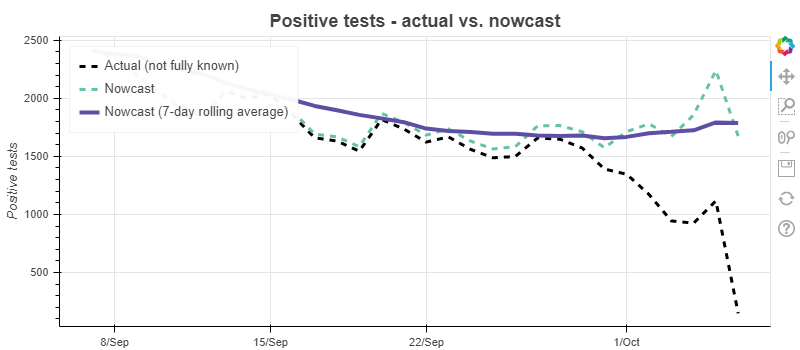 Positive tests - actual vs. nowcast
2500
2000
1500
1000
500
Positive tests
Actual (not fully known)
Nowcast
Nowcast (7-day rolling average)
8/Sep
15/Sep
22/Sep
1/Oct